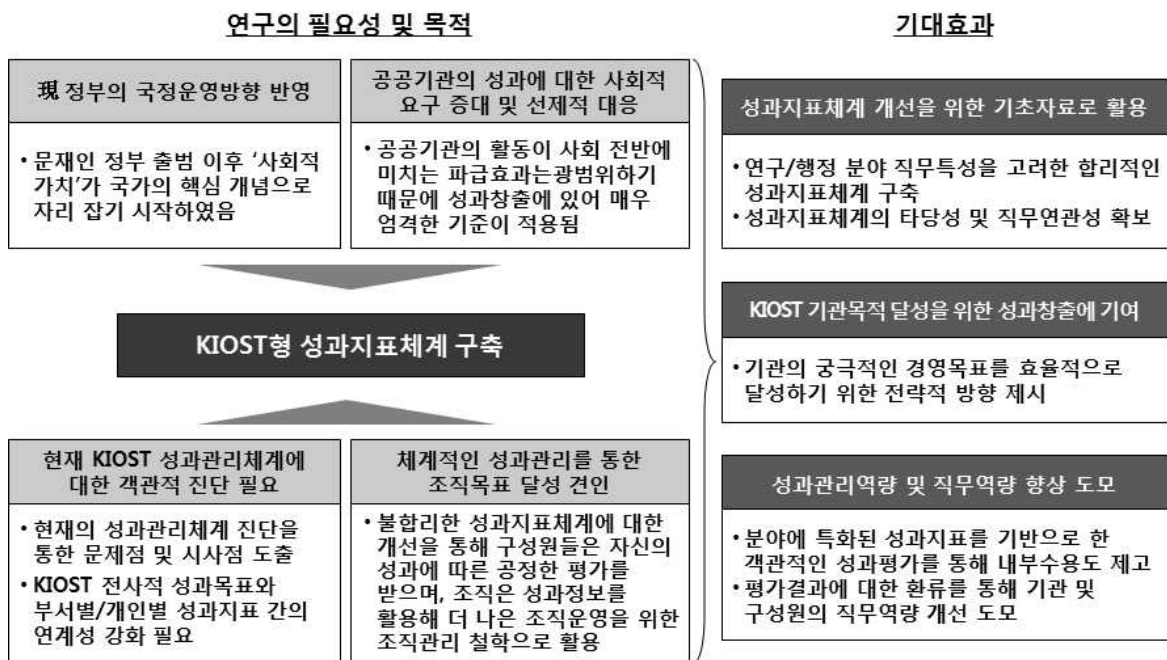 연구의 필요성 및 목적
現 정부의 국정운영방향 반영
• 문재인 정부 출범 이후 ‘사회적
가치’가 국가의 핵심 개념으로
자리 잡기 시작하였음
공공기관의 성과에 대한 사회적
요구 증대 및 선제적 대응
• 공공기관의 활동이 사회 전반에
미치는 파급효과는광범위하기
때문에 성과창출에 있어 매우
엄격한 기준이 적용됨
KIOST형 성과지표체계 구축
현재 KIOST 성과관리체계에
대한 객관적 진단 필요
• 현재의 성과관리체계 진단을
통한 문제점 및 시사점 도출
• KIOST 전사적 성과목표와
부서별/개인별 성과지표 간의
연계성 강화 필요
체계적인 성과관리를 통한
조직목표 달성 견인
• 불합리한 성과지표체계에 대한
개선을 통해 구성원들은 자신의
성과에 따른 공정한 평가를
받으며, 조직은 성과정보를
활용해 더 나은 조직운영을 위한
조직관리 철학으로 활용
기대효과
성과지표체계 개선을 위한 기초자료로 활용
• 연구/행정 분야 직무특성을 고려한 합리적인
성과지표체계 구축
• 성과지표체계의 타당성 및 직무연관성 확보
KIOST 기관목적 달성을 위한 성과창출에 기여
• 기관의 궁극적인 경영목표를 효율적으로
달성하기 위한 전략적 방향 제시
성과관리역량 및 직무역량 향상 도모
• 분야에 특화된 성과지표를 기반으로 한
객관적인 성과평가를 통해 내부수용도 제고
• 평가결과에 대한 환류를 통해 기관 및
구성원의 직무역량 개선 도모